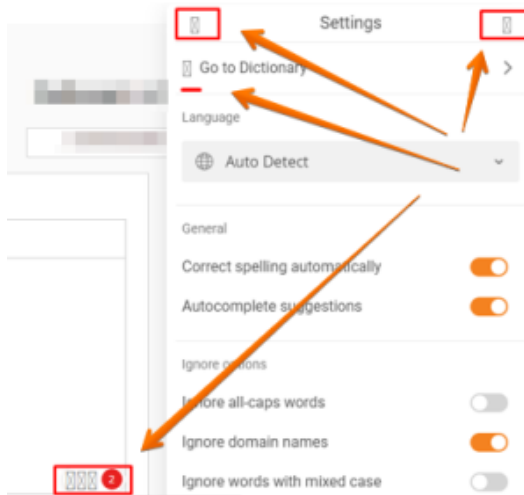 Settings
Go to Dictionary
Language
Auto Detect
General
Correct spelling automatically
Autocomplete suggestions
Ignore options
Ignore all-caps words
Ignore domain names
2
Ignore words with mixed case